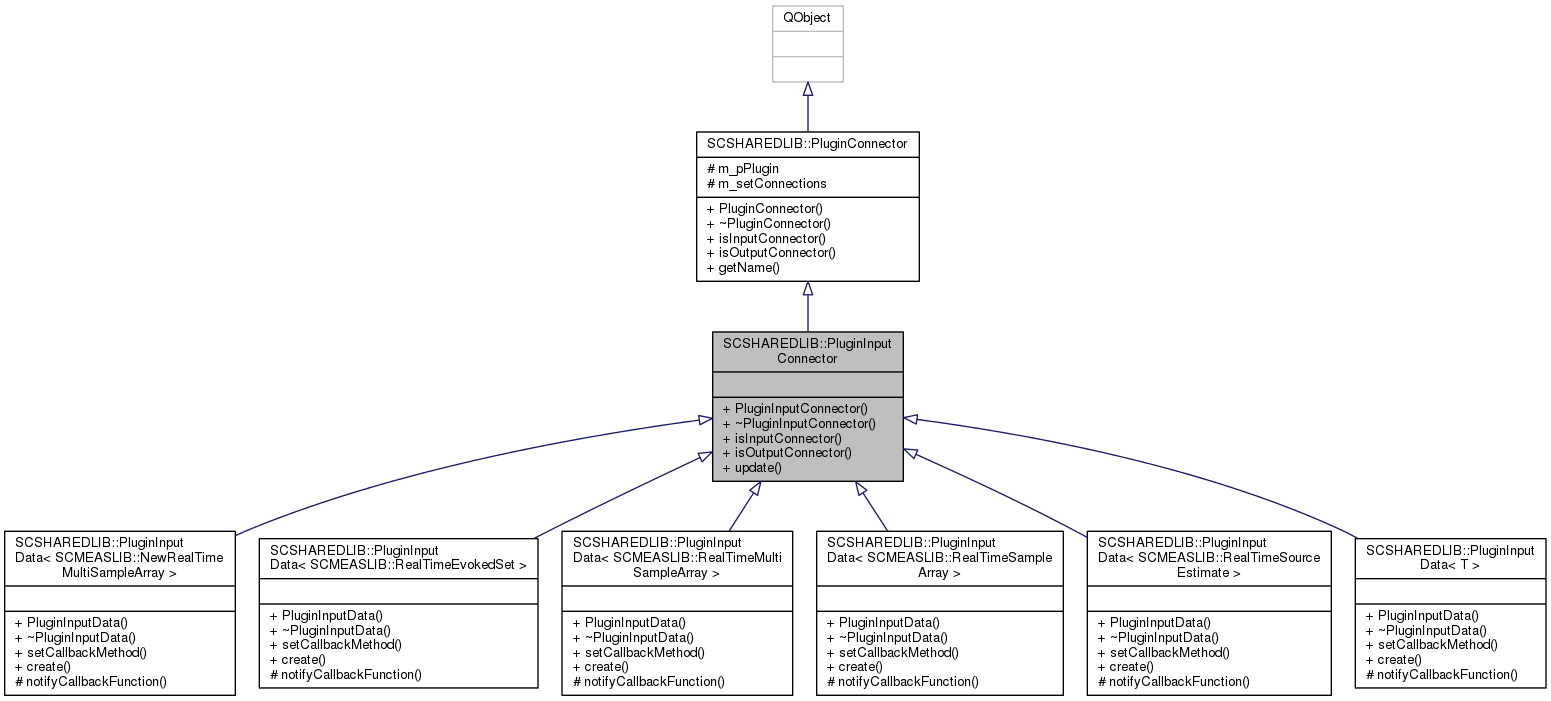 QObject
SCSHAREDLIB::PluginConnector
# m_pPlugin
# m_setConnections
+ PluginConnector()
+ ~PluginConnector()
+ isInputConnector()
+ isOutputConnector()
+ getName()
SCSHAREDLIB::PluginInput
Connector
+ PluginInputConnector()
+ ~PluginInputConnector()
+ isInputConnector()
+ isOutputConnector()
+ update()
SCSHAREDLIB::PluginInput
Data< SCMEASLIB::NewRealTime
MultiSampleArray >
+ PluginInputData()
+ ~PluginInputData()
+ setCallbackMethod()
+ create()
# notifyCallbackFunction()
SCSHAREDLIB::PluginInput
Data< SCMEASLIB::RealTimeEvokedSet >
+ PluginInputData()
+ ~PluginInputData()
+ setCallbackMethod()
+ create()
# notifyCallbackFunction()
SCSHAREDLIB::PluginInput
Data< SCMEASLIB::RealTimeMulti
SampleArray >
+ PluginInputData()
+ ~PluginInputData()
+ setCallbackMethod()
+ create()
# notifyCallbackFunction()
SCSHAREDLIB::PluginInput
Data< SCMEASLIB::RealTimeSample
Array >
+ PluginInputData()
+ ~PluginInputData()
+ setCallbackMethod()
+ create()
# notifyCallbackFunction()
SCSHAREDLIB::PluginInput
Data< SCMEASLIB::RealTimeSource
Estimate >
+ PluginInputData()
+ ~PluginInputData()
+ setCallbackMethod()
+ create()
# notifyCallbackFunction()
SCSHAREDLIB::PluginInput
Data< T >
+ PluginInputData()
+ ~PluginInputData()
+ setCallbackMethod()
+ create()
# notifyCallbackFunction()